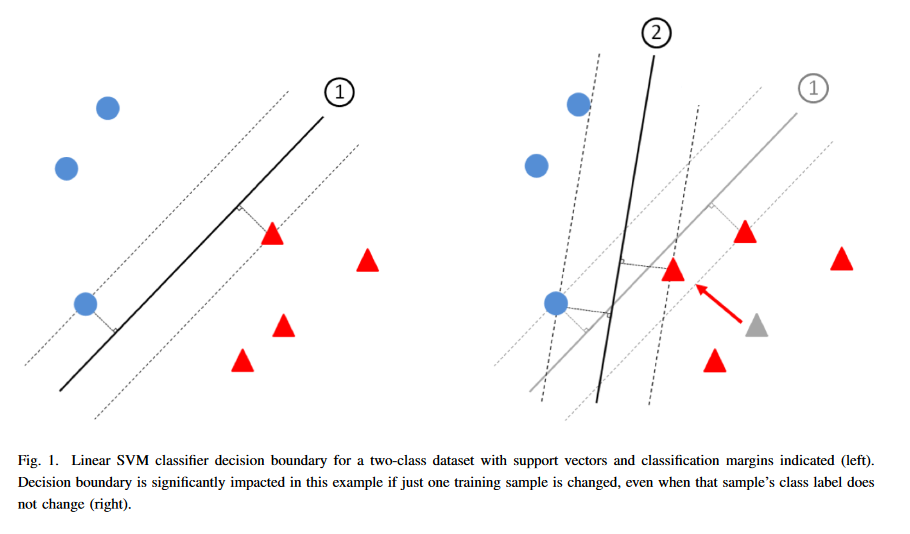 2
1
1
Fig. 1. Linear SVM classifier decision boundary for a two-class dataset with support vectors and classification margins indicated (left).
Decision boundary is significantly impacted in this example if just one training sample is changed, even when that sample's class label does
not change (right).